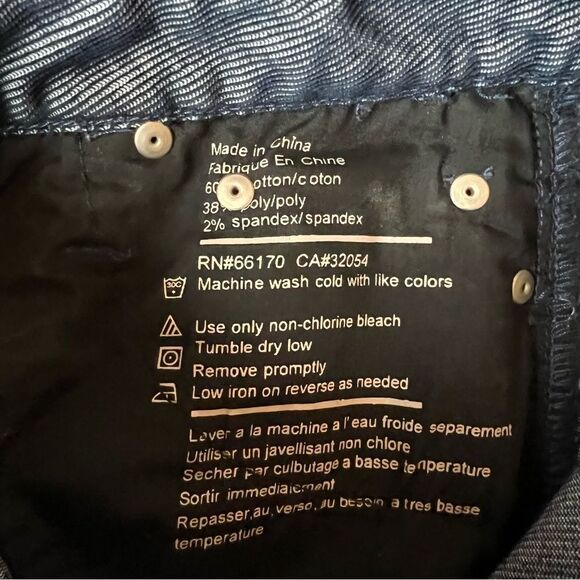 Made in China
Fabrique En Chine
60 otton/coton
38% poly/poly
2% spandex/spandex
RN#66170 CA#32054
30C
Machine wash cold with like colors
Use only non-chlorine bleach
Tumble dry low
Remove promptly
Low iron on reverse as needed
Laver a la machine a l'eau froide separement
Utiliser un javellisant non chlore
Secher par culbutage a basse temperature
Sortir immediatement
Repasser,au,verso,au besoin a tres basse
temperature